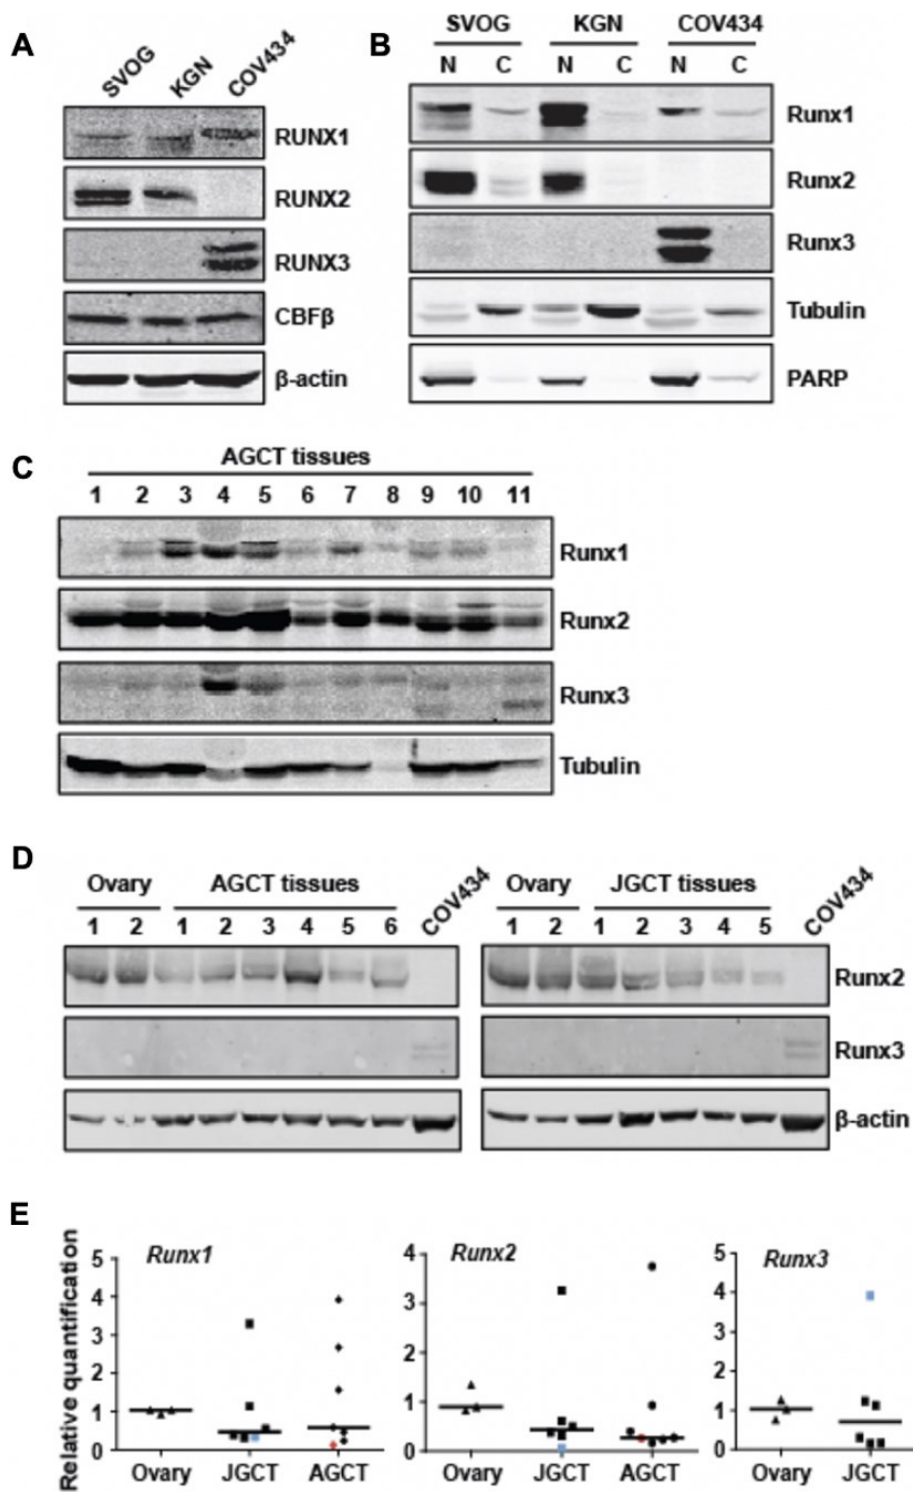 A
SVOG KGN COV434
RUNX1
RUNX2
RUNX3
CBFβ
β-actin
B
SVOG KGN COV434
N C N C N C
Runx1
Runx2
Runx3
Tubulin
PARP
C
AGCT tissues
1 2 3 4 5 6 7 8 9 10 11
Runx1
Runx2
Runx3
Tubulin
D
Ovary AGCT tissues COV434 Ovary JGCT tissues COV434
1 2 1 2 3 4 5 6 1 2 1 2 3 4 5
Runx2
Runx3
β-actin
E
Relative quantification
Runx1
5
4
3
2
1
0
Ovary JGCT AGCT
Runx2
4
3
2
1
0
Ovary JGCT AGCT
Runx3
5
4
3
2
1
0
Ovary JGCT